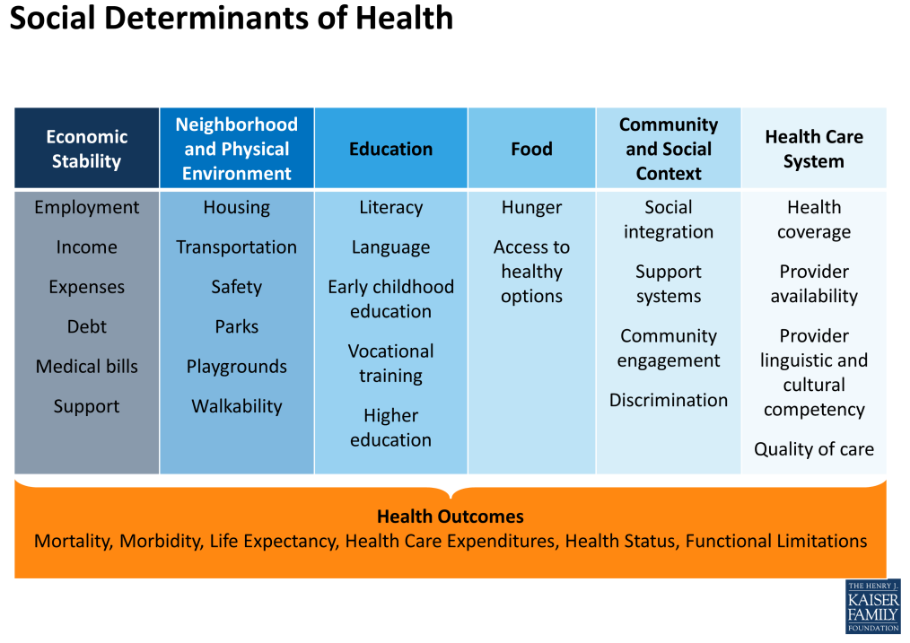 Social Determinants of Health
Economic
Stability
Neighborhood
and Physical
Environment
Education
Food
Community
and Social
Context
Health Care
System
Employment
Income
Expenses
Debt
Medical bills
Support
Housing
Transportation
Safety
Parks
Playgrounds
Walkability
Literacy
Language
Early childhood
education
Vocational
training
Higher
education
Hunger
Access to
healthy
options
Social
integration
Support
systems
Community
engagement
Discrimination
Health
coverage
Provider
availability
Provider
linguistic and
cultural
competency
Quality of care
Health Outcomes
Mortality, Morbidity, Life Expectancy, Health Care Expenditures, Health Status, Functional Limitations
THE HENRY J.
KAISER
FAMILY
FOUNDATION